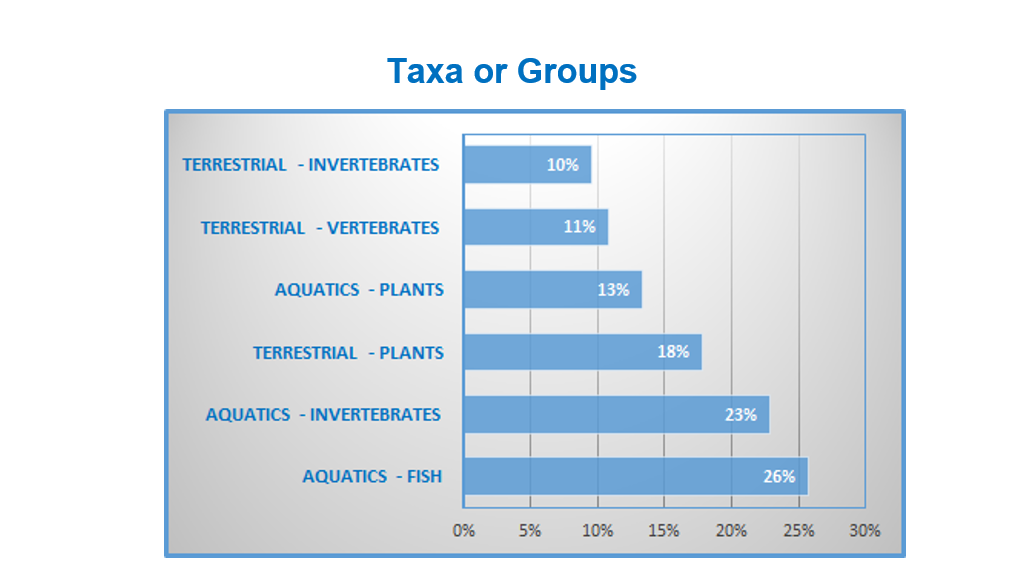 Taxa or Groups
TERRESTRIAL - INVERTEBRATES 10%
TERRESTRIAL - VERTEBRATES 11%
AQUATICS - PLANTS 13%
TERRESTRIAL - PLANTS 18%
AQUATICS - INVERTEBRATES 23%
AQUATICS - FISH 26%
0% 5% 10% 15% 20% 25% 30%